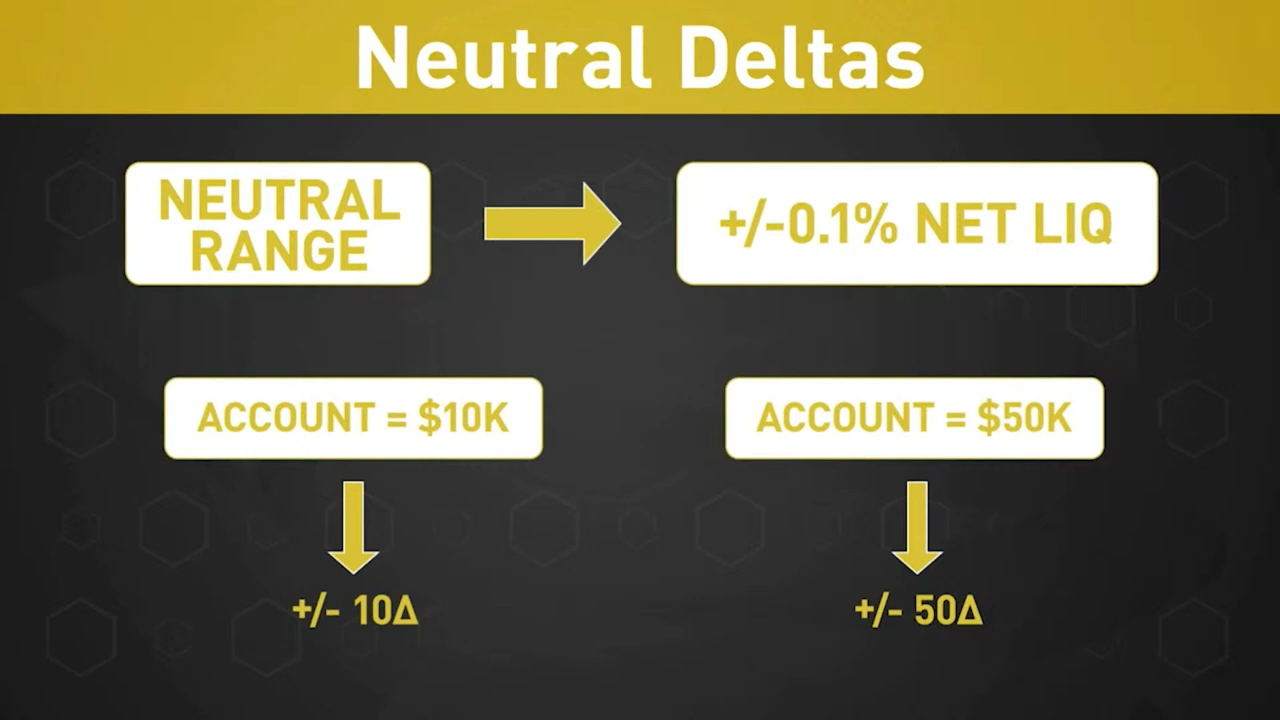 Neutral Deltas
NEUTRAL
RANGE
+/-0.1% NET LIQ
ACCOUNT = $10K
ACCOUNT = $50K
+/- 10Δ
+/- 50Δ